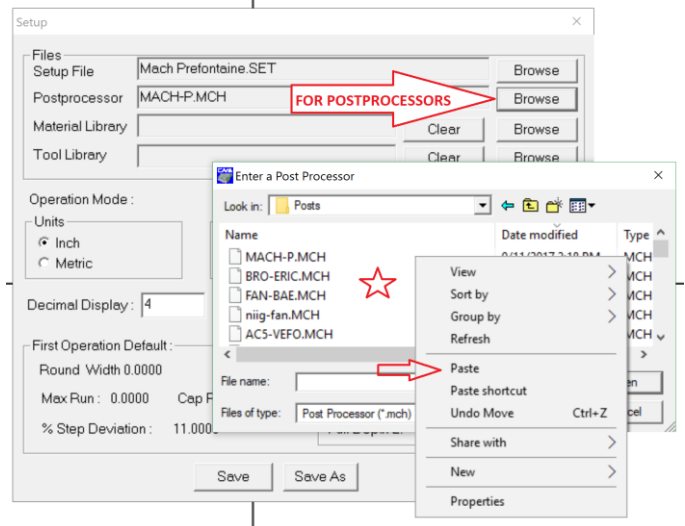 Setup
Files
Setup File Mach Prefontaine.SET Browse
Postprocessor MACH-P.MCH FOR POSTPROCESSORS Browse
Material Library Clear Browse
Tool Library Clear Browse
Enter a Post Processor
Operation Mode :
Look in: Posts
Units
Inch
Metric
Name Date modified Type
MACH-P.MCH MCH
BRO-ERIC.MCH MCH
FAN-BAE.MCH MCH
niig-fan.MCH MCH
AC5-VEFO.MCH MCH
View
Sort by
Group by
Refresh
Paste
Paste shortcut
Undo Move Ctrl+Z
Share with
New
Properties
Decimal Display : 4
First Operation Default :
Round Width 0.0000
File name:
Max Run : 0.0000 Cap
Files of type: Post Processor (*.mch)
% Step Deviation : 11.000
Save Save As